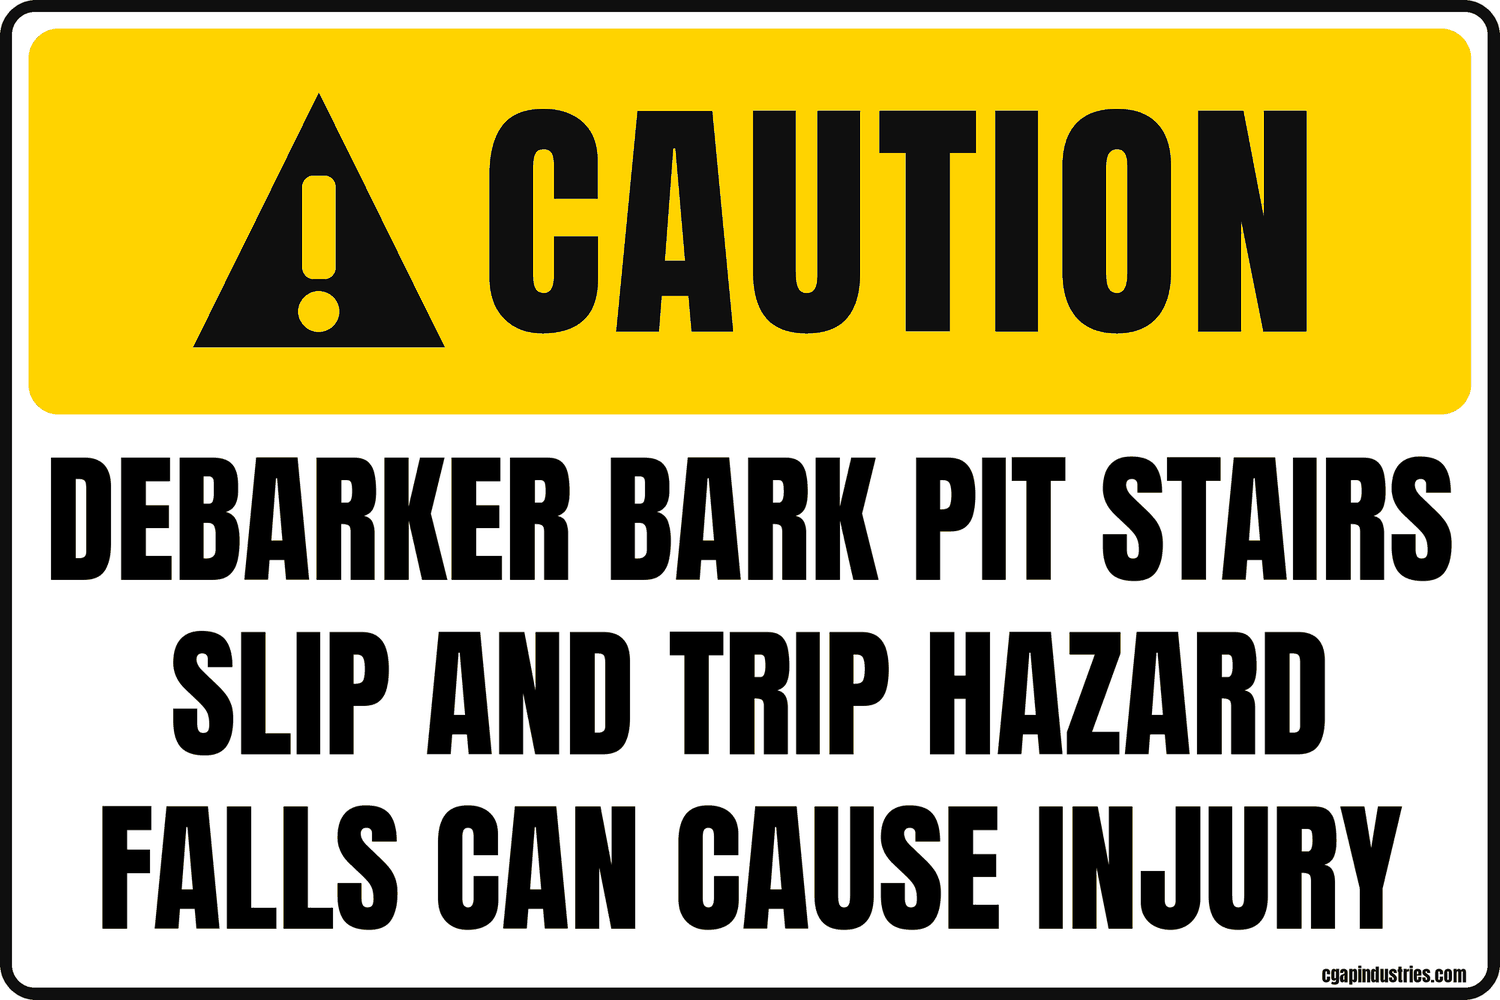 CAUTION
DEBARKER BARK PIT STAIRS
SLIP AND TRIP HAZARD
FALLS CAN CAUSE INJURY
cgapindustries.com